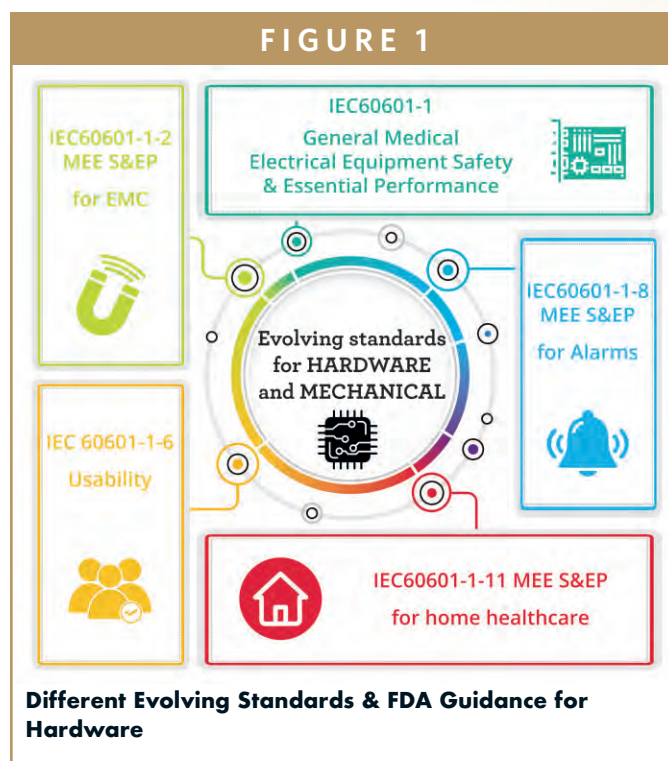 FIGURE 1
IEC60601-1-2
MEE S&EP
for EMC
IEC60601-1
General Medical
Electrical Equipment Safety
& Essential Performance
IEC60601-1-8
MEE S&EP
for Alarms
Evolving standards
for HARDWARE
and MECHANICAL
IEC 60601-1-6
Usability
IEC60601-1-11 MEE S&EP
for home healthcare
Different Evolving Standards & FDA Guidance for
Hardware